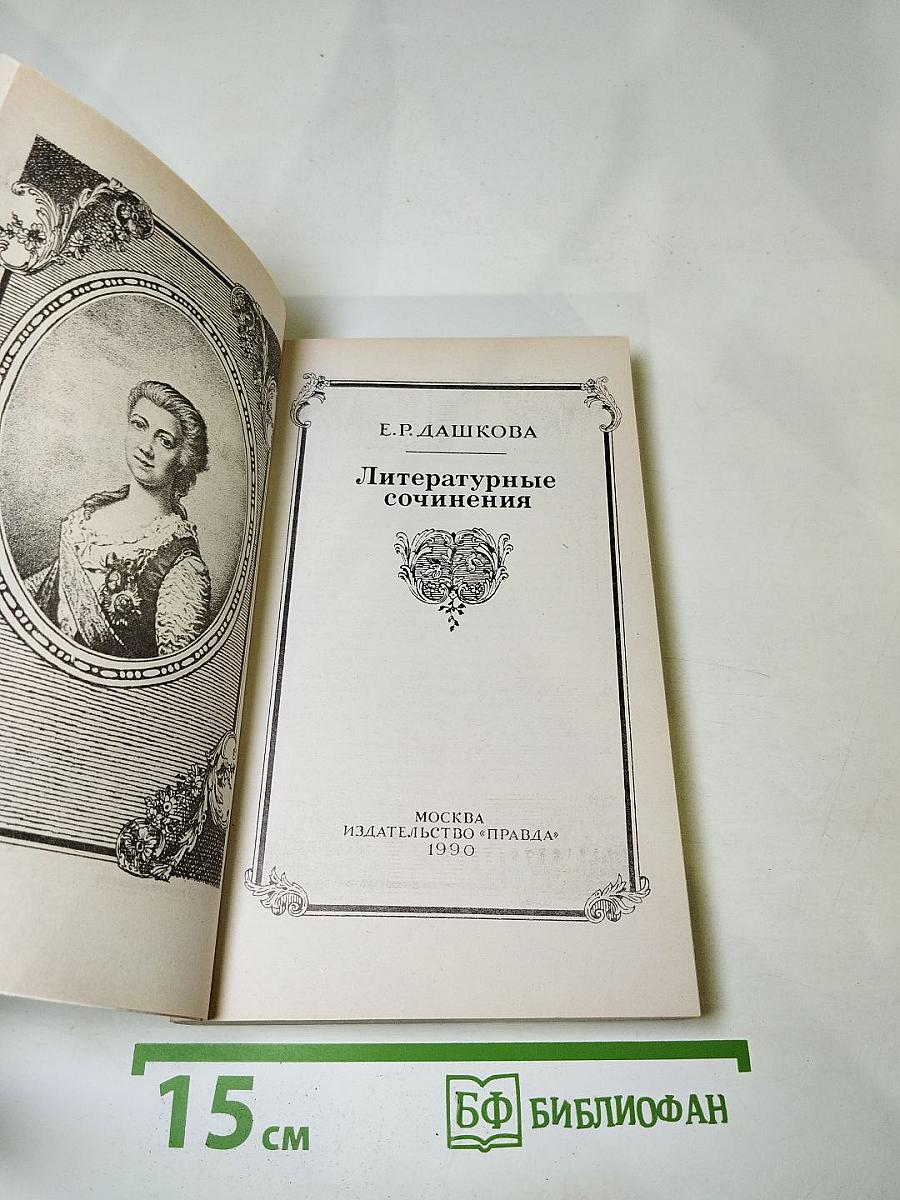 Е.Р. ДАШКОВА
Литературные
сочинения
МОСКВА
ИЗДАТЕЛЬСТВО «ПРАВДА»
1990
15 см
БФ БИБЛИОФАН